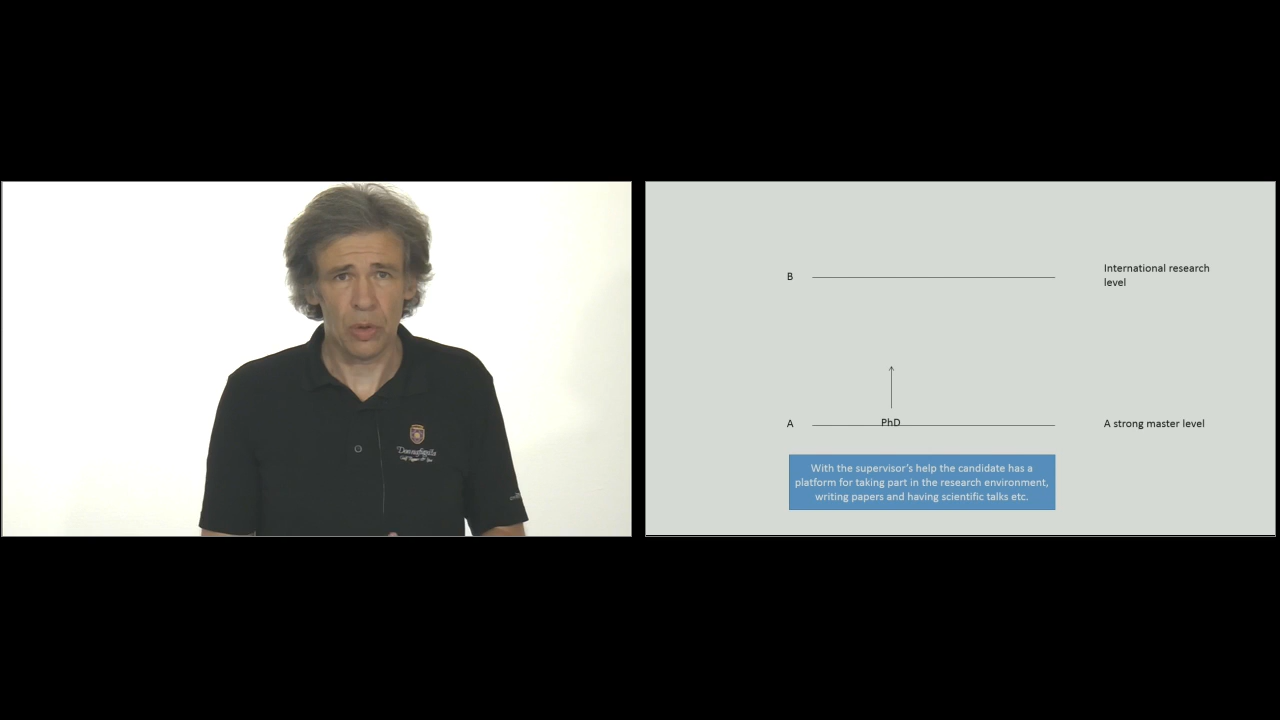 B
International research
level
PhD
A
A strong master level
With the supervisor's help the candidate has a
platform for taking part in the research environment,
writing papers and having scientific talks etc.